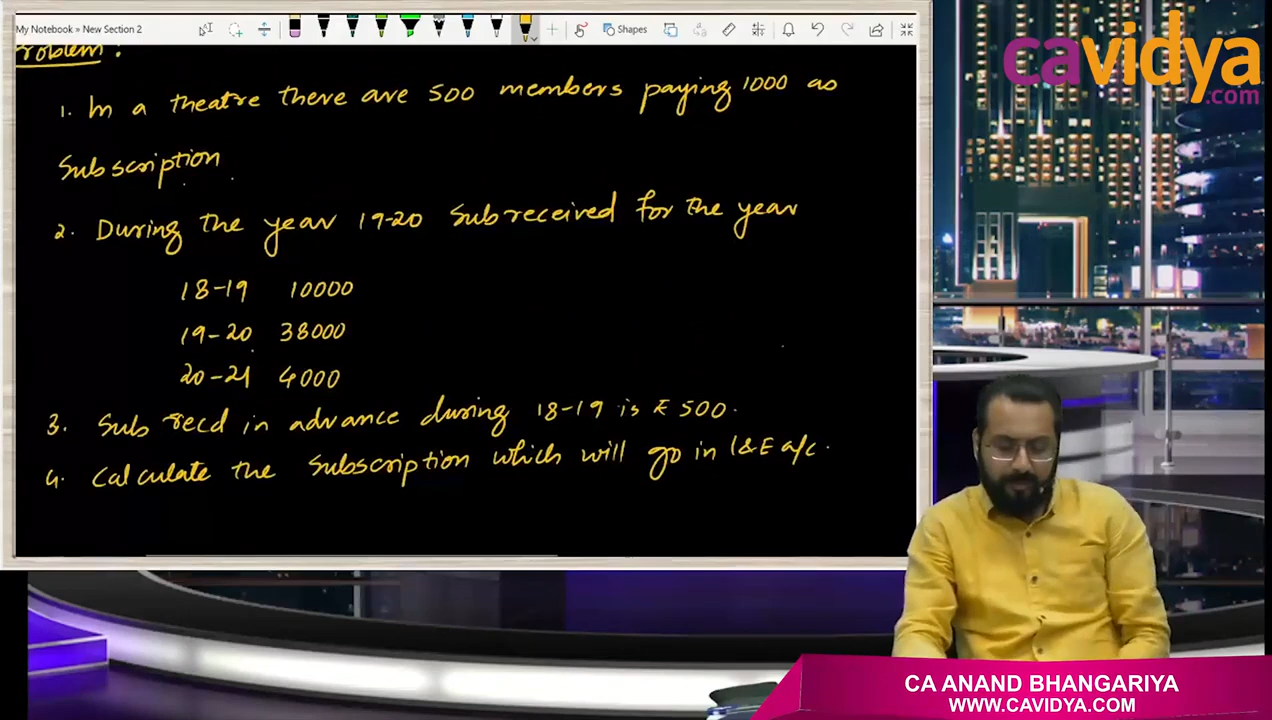 My Notebook » New Section 2
Shapes
cavidya
.com
Problem :
1. In a theatre there are 500 members paying 1000 as
Subscription
2. During the year 19-20 Sub received for the year
18-19 10000
19-20 38000
20-21 4000
3. Sub recd in advance during 18-19 is ₹ 500.
4. Calculate the Subscription which will go in I&E a/c.
CA ANAND BHANGARIYA
WWW.CAVIDYA.COM